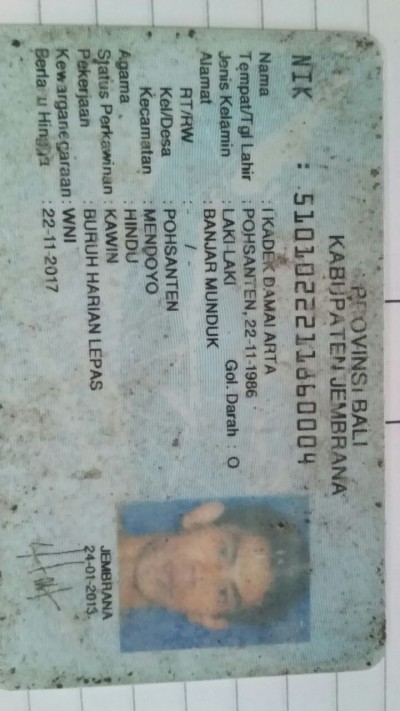 PROVINSI BALI
KABUPATEN JEMBRANA
NIK : 5101022211860004
Nama : I KADEK DAMAI ARTA
Tempat/Tgl Lahir : POHSANTEN, 22-11-1986
Jenis Kelamin : LAKI-LAKI Gol. Darah : O
Alamat : BANJAR MUNDUK
RT/RW : - / -
Kel/Desa : POHSANTEN
Kecamatan : MENDOYO
Agama : HINDU
Status Perkawinan : KAWIN
Pekerjaan : BURUH HARIAN LEPAS
Kewarganegaraan : WNI
Berlaku Hingga : 22-11-2017
JEMBRANA
24-01-2013